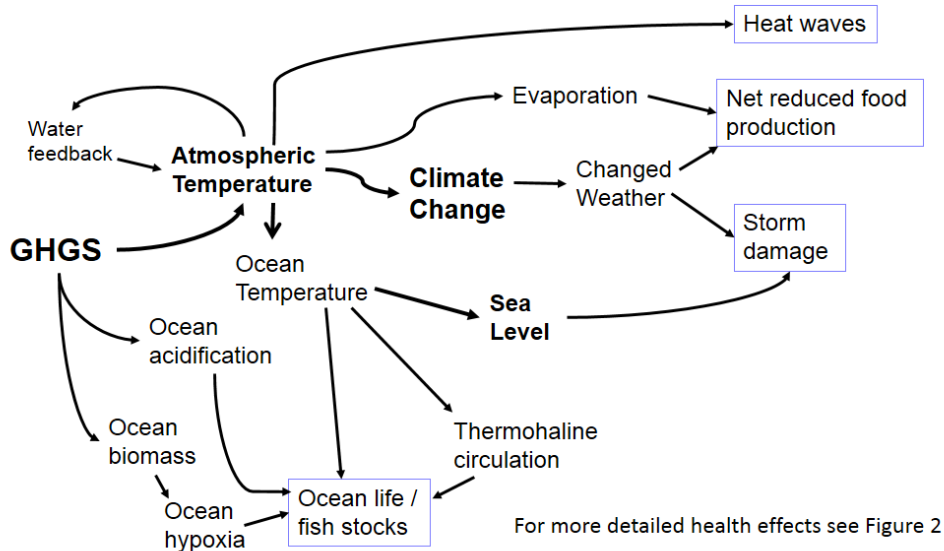 Heat waves
Evaporation
Net reduced food
production
Water
feedback
Atmospheric
Temperature
Climate
Change
Changed
Weather
GHGS
Storm
damage
Ocean
Temperature
Sea
Level
Ocean
acidification
Ocean
biomass
Thermohaline
circulation
Ocean
hypoxia
Ocean life /
fish stocks
For more detailed health effects see Figure 2